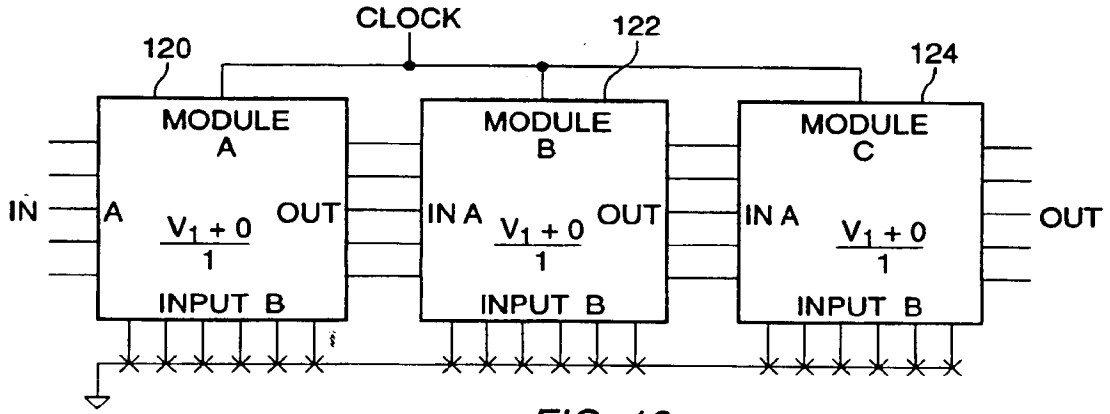 CLOCK
120
122
124
MODULE
A
MODULE
B
MODULE
C
IN
A
OUT
IN A
OUT
IN A
OUT
V₁ + 0
1
V₁ + 0
1
V₁ + 0
1
INPUT B
INPUT B
INPUT B
FIG.